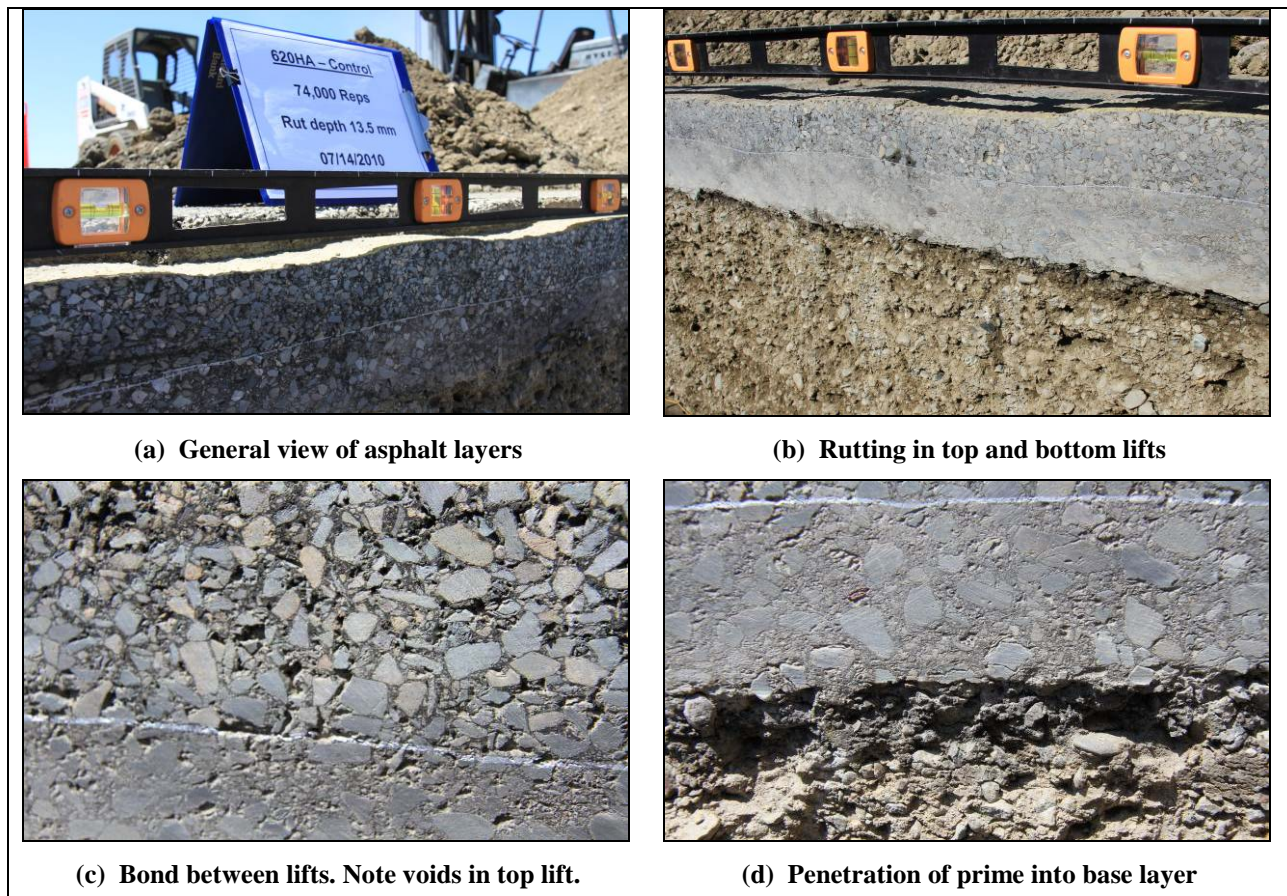 620HA – Control
74,000 Reps
Rut depth 13.5 mm
07/14/2010
(a) General view of asphalt layers
(b) Rutting in top and bottom lifts
(c) Bond between lifts. Note voids in top lift.
(d) Penetration of prime into base layer